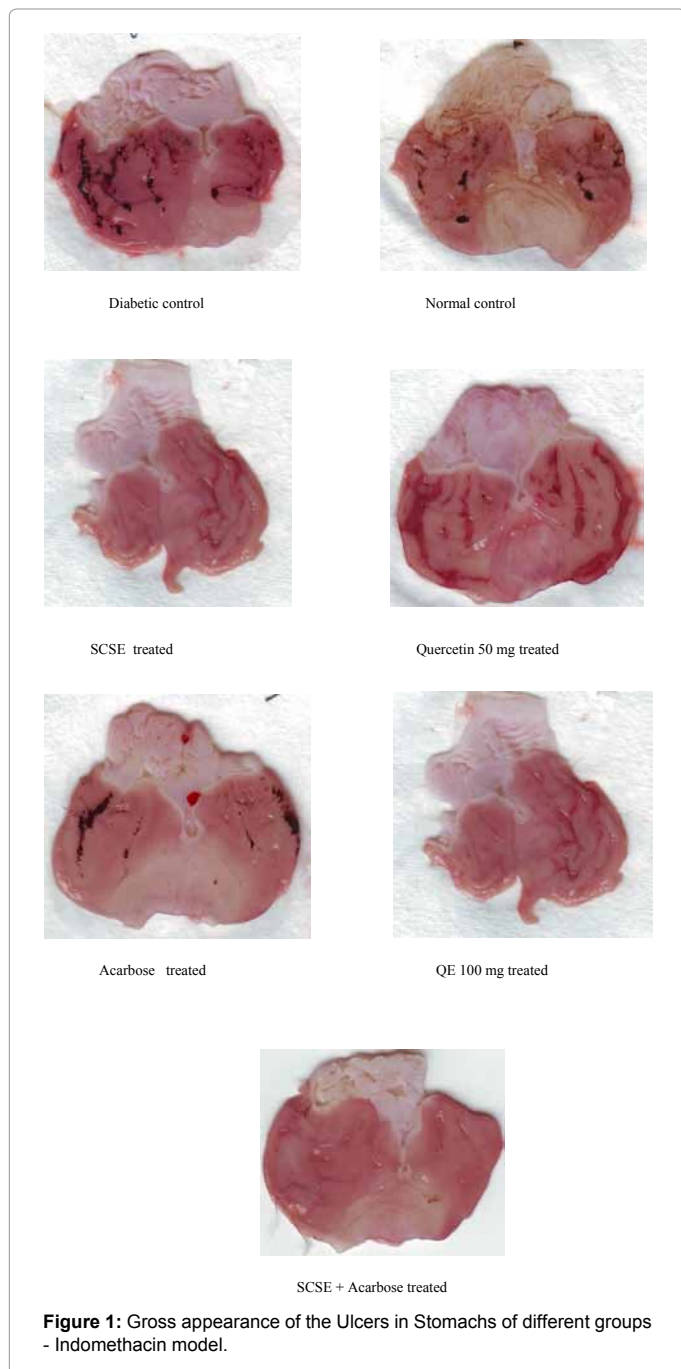 Diabetic control
Normal control
SCSE treated
Quercetin 50 mg treated
Acarbose treated
QE 100 mg treated
SCSE + Acarbose treated
Figure 1: Gross appearance of the Ulcers in Stomachs of different groups
- Indomethacin model.